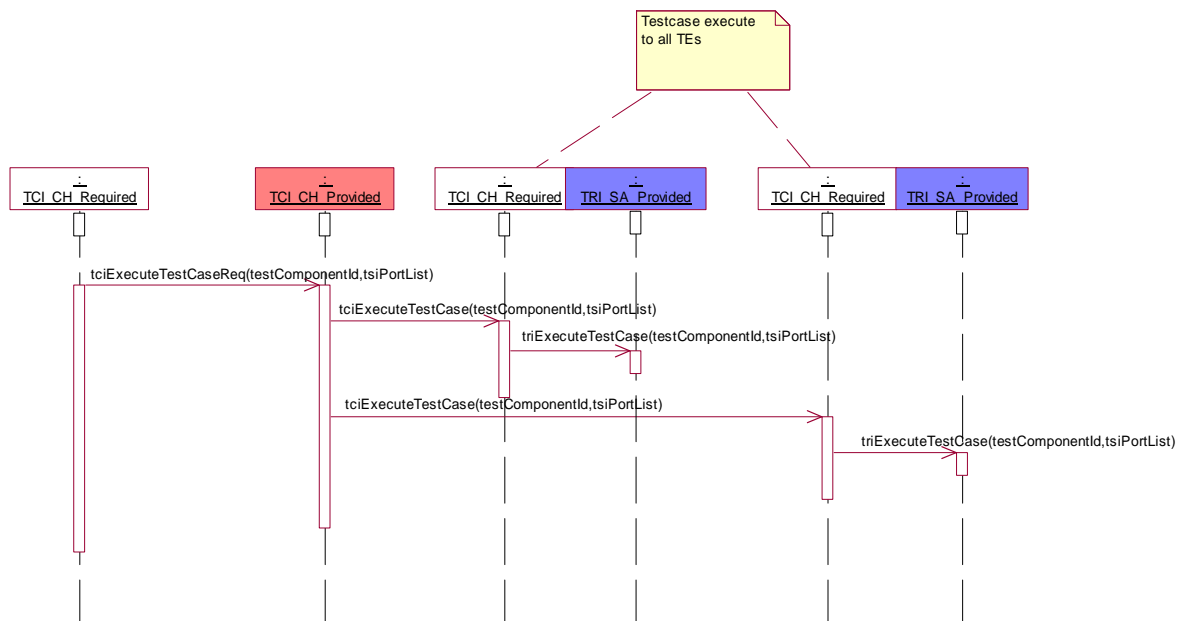 Testcase execute
to all TEs
:
TCI_CH_Required
:
TCI_CH_Provided
:
TCI_CH_Required
:
TRI_SA_Provided
:
TCI_CH_Required
:
TRI_SA_Provided
tciExecuteTestCaseReq(testComponentId,tsiPortList)
tciExecuteTestCase(testComponentId,tsiPortList)
triExecuteTestCase(testComponentId,tsiPortList)
tciExecuteTestCase(testComponentId,tsiPortList)
triExecuteTestCase(testComponentId,tsiPortList)